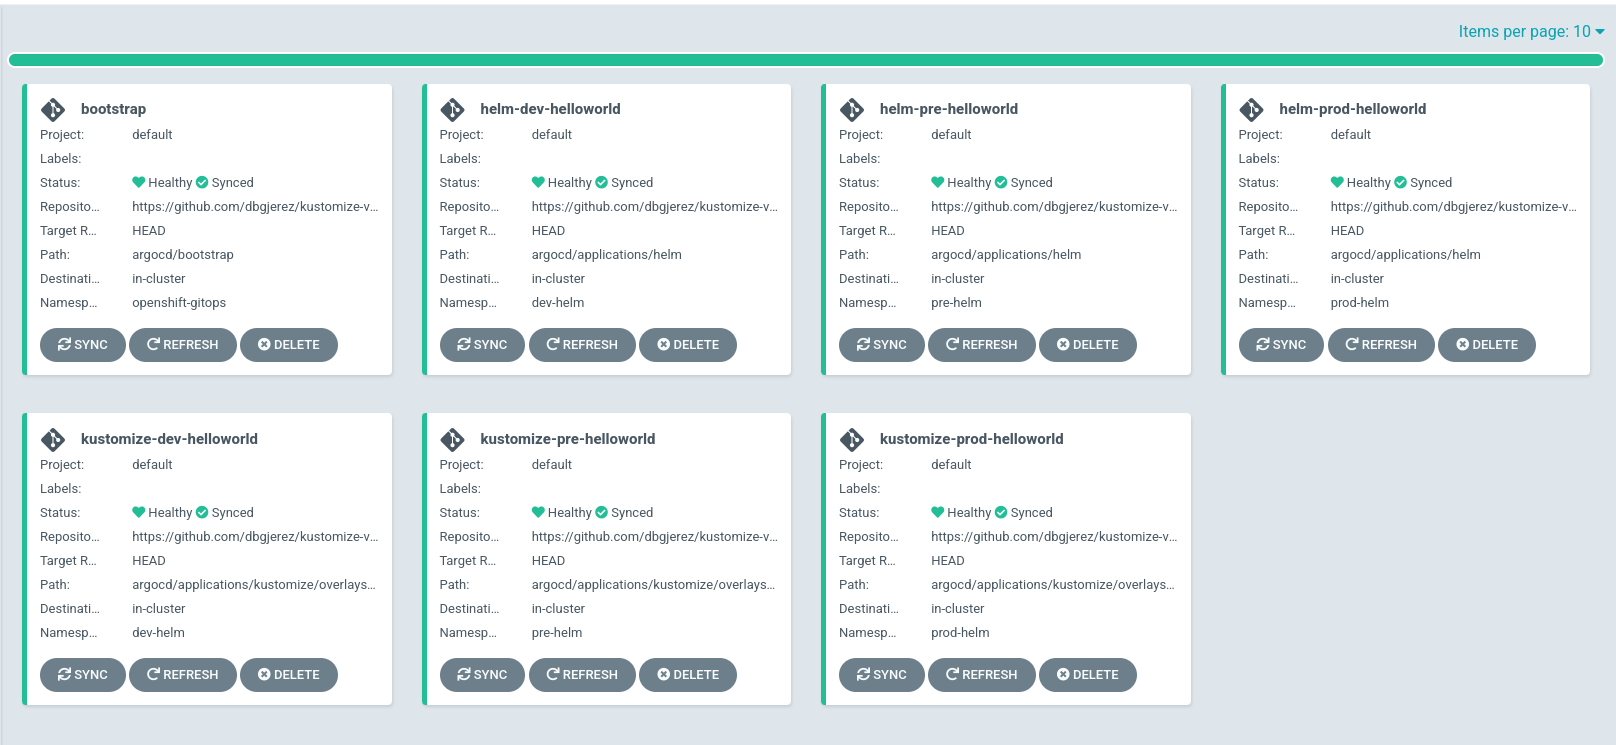 Items per page: 10
bootstrap
Project: default
Labels:
Status: Healthy Synced
Reposito... https://github.com/dbgjerez/kustomize-v...
Target R... HEAD
Path: argocd/bootstrap
Destinati... in-cluster
Namesp... openshift-gitops
SYNC REFRESH DELETE
helm-dev-helloworld
Project: default
Labels:
Status: Healthy Synced
Reposito... https://github.com/dbgjerez/kustomize-v...
Target R... HEAD
Path: argocd/applications/helm
Destinati... in-cluster
Namesp... dev-helm
SYNC REFRESH DELETE
helm-pre-helloworld
Project: default
Labels:
Status: Healthy Synced
Reposito... https://github.com/dbgjerez/kustomize-v...
Target R... HEAD
Path: argocd/applications/helm
Destinati... in-cluster
Namesp... pre-helm
SYNC REFRESH DELETE
helm-prod-helloworld
Project: default
Labels:
Status: Healthy Synced
Reposito... https://github.com/dbgjerez/kustomize-v...
Target R... HEAD
Path: argocd/applications/helm
Destinati... in-cluster
Namesp... prod-helm
SYNC REFRESH DELETE
kustomize-dev-helloworld
Project: default
Labels:
Status: Healthy Synced
Reposito... https://github.com/dbgjerez/kustomize-v...
Target R... HEAD
Path: argocd/applications/kustomize/overlays...
Destinati... in-cluster
Namesp... dev-helm
SYNC REFRESH DELETE
kustomize-pre-helloworld
Project: default
Labels:
Status: Healthy Synced
Reposito... https://github.com/dbgjerez/kustomize-v...
Target R... HEAD
Path: argocd/applications/kustomize/overlays...
Destinati... in-cluster
Namesp... pre-helm
SYNC REFRESH DELETE
kustomize-prod-helloworld
Project: default
Labels:
Status: Healthy Synced
Reposito... https://github.com/dbgjerez/kustomize-v...
Target R... HEAD
Path: argocd/applications/kustomize/overlays...
Destinati... in-cluster
Namesp... prod-helm
SYNC REFRESH DELETE